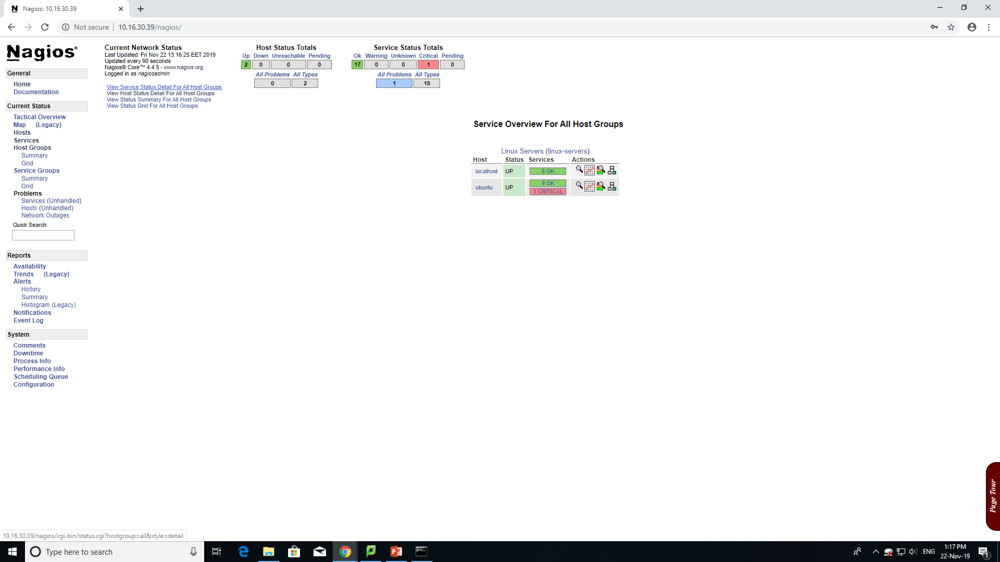 Nagios: 10.16.30.39
Not secure 10.16.30.39/nagios/
Nagios®
General
Home
Documentation
Current Status
Tactical Overview
Map (Legacy)
Hosts
Services
Host Groups
Summary
Grid
Service Groups
Summary
Grid
Problems
Services (Unhandled)
Hosts (Unhandled)
Network Outages
Quick Search:
Reports
Availability
Trends (Legacy)
Alerts
History
Summary
Histogram (Legacy)
Notifications
Event Log
System
Comments
Downtime
Process Info
Performance Info
Scheduling Queue
Configuration
Current Network Status
Last Updated: Fri Nov 22 13:16:25 EET 2019
Updated every 90 seconds
Nagios® Core™ 4.4.5 - www.nagios.org
Logged in as nagiosadmin
View Service Status Detail For All Host Groups
View Host Status Detail For All Host Groups
View Status Summary For All Host Groups
View Status Grid For All Host Groups
Host Status Totals
Up Down Unreachable Pending
2 0 0 0
All Problems All Types
0 2
Service Status Totals
Ok Warning Unknown Critical Pending
17 0 0 1 0
All Problems All Types
1 18
Service Overview For All Host Groups
Linux Servers (linux-servers)
Host Status Services Actions
localhost UP 8 OK
ubuntu UP 9 OK
1 CRITICAL
Page Tour
10.16.30.39/nagios/cgi-bin/status.cgi?hostgroup=all&style=detail
Type here to search
ENG
1:17 PM
22-Nov-19
1